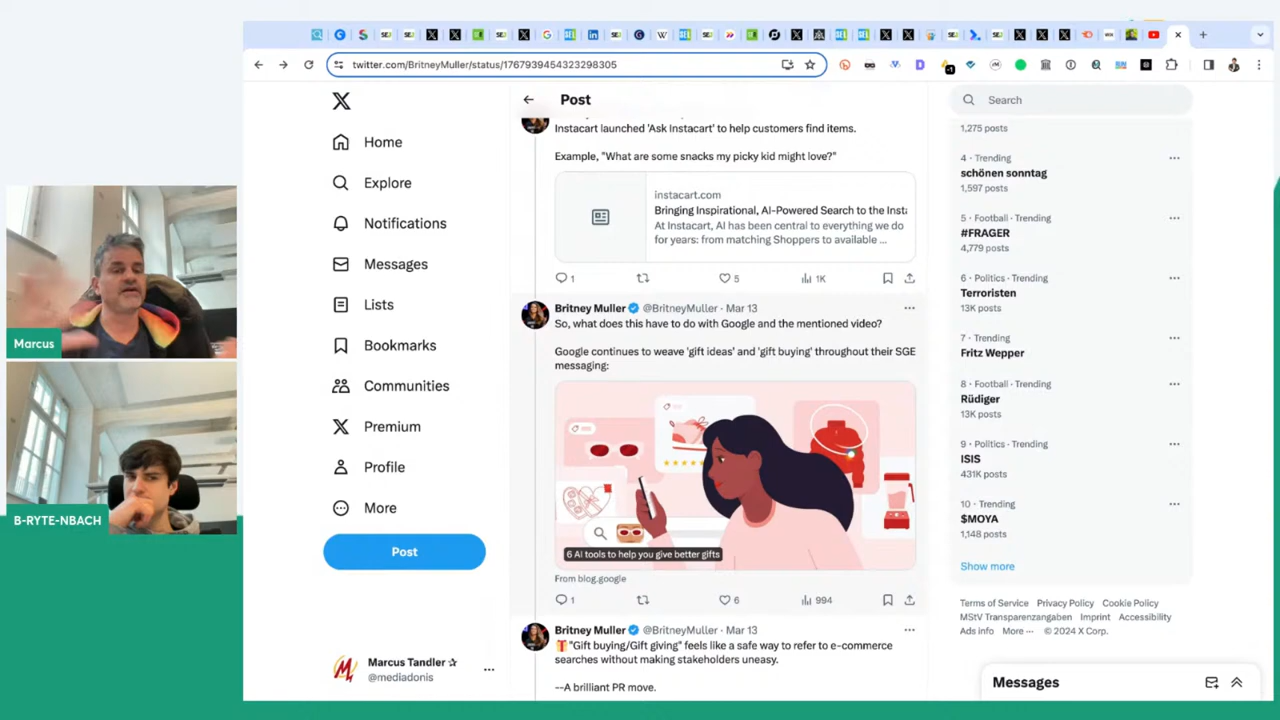 twitter.com/BritneyMuller/status/1767939454323298305
Home
Explore
Notifications
Messages
Lists
Bookmarks
Communities
Premium
Profile
More
Post
Marcus Tandler
@mediadonis
Marcus
B-RYTE-NBACH
Post
Instacart launched 'Ask Instacart' to help customers find items.
Example, "What are some snacks my picky kid might love?"
instacart.com
Bringing Inspirational, AI-Powered Search to the Insta
At Instacart, AI has been central to everything we do
for years: from matching Shoppers to available ...
1
5
1K
Britney Muller @BritneyMuller · Mar 13
So, what does this have to do with Google and the mentioned video?
Google continues to weave 'gift ideas' and 'gift buying' throughout their SGE
messaging:
6 AI tools to help you give better gifts
From blog.google
1
6
994
Britney Muller @BritneyMuller · Mar 13
"Gift buying/Gift giving" feels like a safe way to refer to e-commerce
searches without making stakeholders uneasy.
--A brilliant PR move.
Search
1,275 posts
4 · Trending
schönen sonntag
1,597 posts
5 · Football · Trending
#FRAGER
4,779 posts
6 · Politics · Trending
Terroristen
13K posts
7 · Trending
Fritz Wepper
8 · Football · Trending
Rüdiger
13K posts
9 · Politics · Trending
ISIS
431K posts
10 · Trending
$MOYA
1,148 posts
Show more
Terms of Service Privacy Policy Cookie Policy
MStV Transparenzangaben Imprint Accessibility
Ads info More ··· © 2024 X Corp.
Messages